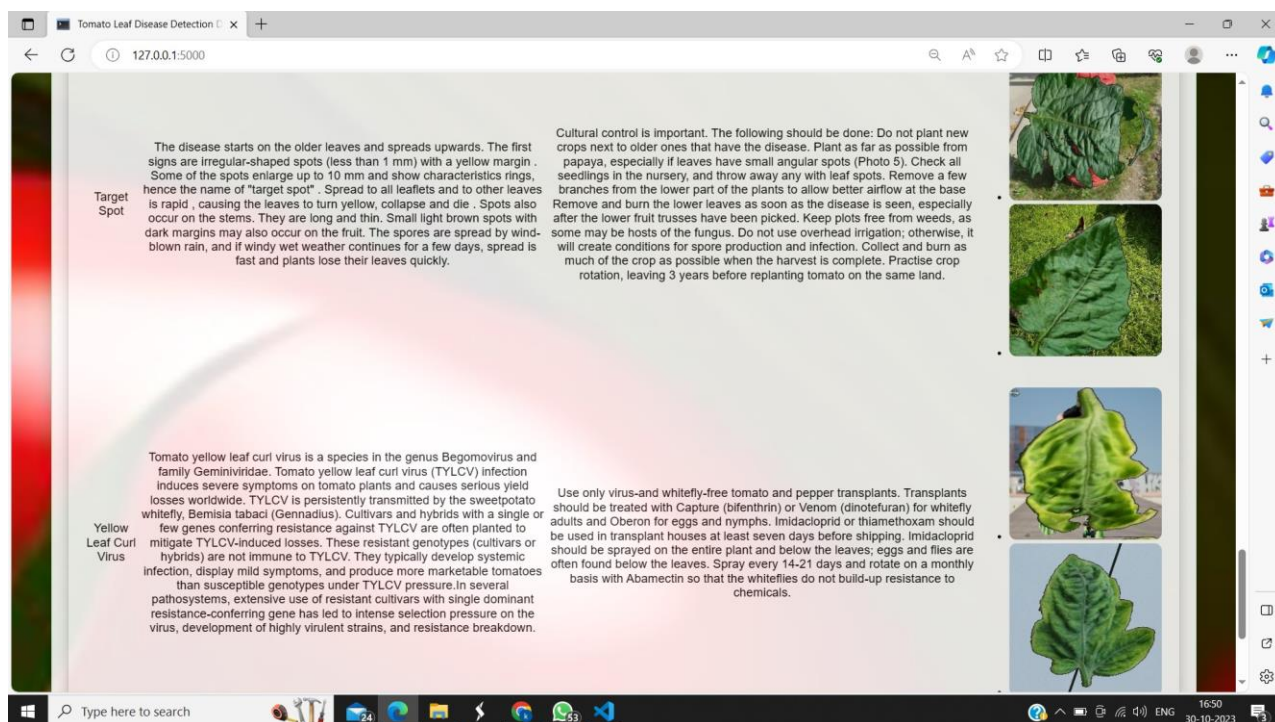 Tomato Leaf Disease Detection D
127.0.0.1:5000
Target
Spot
The disease starts on the older leaves and spreads upwards. The first
signs are irregular-shaped spots (less than 1 mm) with a yellow margin .
Some of the spots enlarge up to 10 mm and show characteristics rings,
hence the name of "target spot" . Spread to all leaflets and to other leaves
is rapid , causing the leaves to turn yellow, collapse and die . Spots also
occur on the stems. They are long and thin. Small light brown spots with
dark margins may also occur on the fruit. The spores are spread by wind-
blown rain, and if windy wet weather continues for a few days, spread is
fast and plants lose their leaves quickly.
Cultural control is important. The following should be done: Do not plant new
crops next to older ones that have the disease. Plant as far as possible from
papaya, especially if leaves have small angular spots (Photo 5). Check all
seedlings in the nursery, and throw away any with leaf spots. Remove a few
branches from the lower part of the plants to allow better airflow at the base
Remove and burn the lower leaves as soon as the disease is seen, especially
after the lower fruit trusses have been picked. Keep plots free from weeds, as
some may be hosts of the fungus. Do not use overhead irrigation; otherwise, it
will create conditions for spore production and infection. Collect and burn as
much of the crop as possible when the harvest is complete. Practise crop
rotation, leaving 3 years before replanting tomato on the same land.
Yellow
Leaf Curl
Virus
Tomato yellow leaf curl virus is a species in the genus Begomovirus and
family Geminiviridae. Tomato yellow leaf curl virus (TYLCV) infection
induces severe symptoms on tomato plants and causes serious yield
losses worldwide. TYLCV is persistently transmitted by the sweetpotato
whitefly, Bemisia tabaci (Gennadius). Cultivars and hybrids with a single or
few genes conferring resistance against TYLCV are often planted to
mitigate TYLCV-induced losses. These resistant genotypes (cultivars or
hybrids) are not immune to TYLCV. They typically develop systemic
infection, display mild symptoms, and produce more marketable tomatoes
than susceptible genotypes under TYLCV pressure.In several
pathosystems, extensive use of resistant cultivars with single dominant
resistance-conferring gene has led to intense selection pressure on the
virus, development of highly virulent strains, and resistance breakdown.
Use only virus-and whitefly-free tomato and pepper transplants. Transplants
should be treated with Capture (bifenthrin) or Venom (dinotefuran) for whitefly
adults and Oberon for eggs and nymphs. Imidacloprid or thiamethoxam should
be used in transplant houses at least seven days before shipping. Imidacloprid
should be sprayed on the entire plant and below the leaves; eggs and flies are
often found below the leaves. Spray every 14-21 days and rotate on a monthly
basis with Abamectin so that the whiteflies do not build-up resistance to
chemicals.
Type here to search
24
53
ENG
16:50
30-10-2023